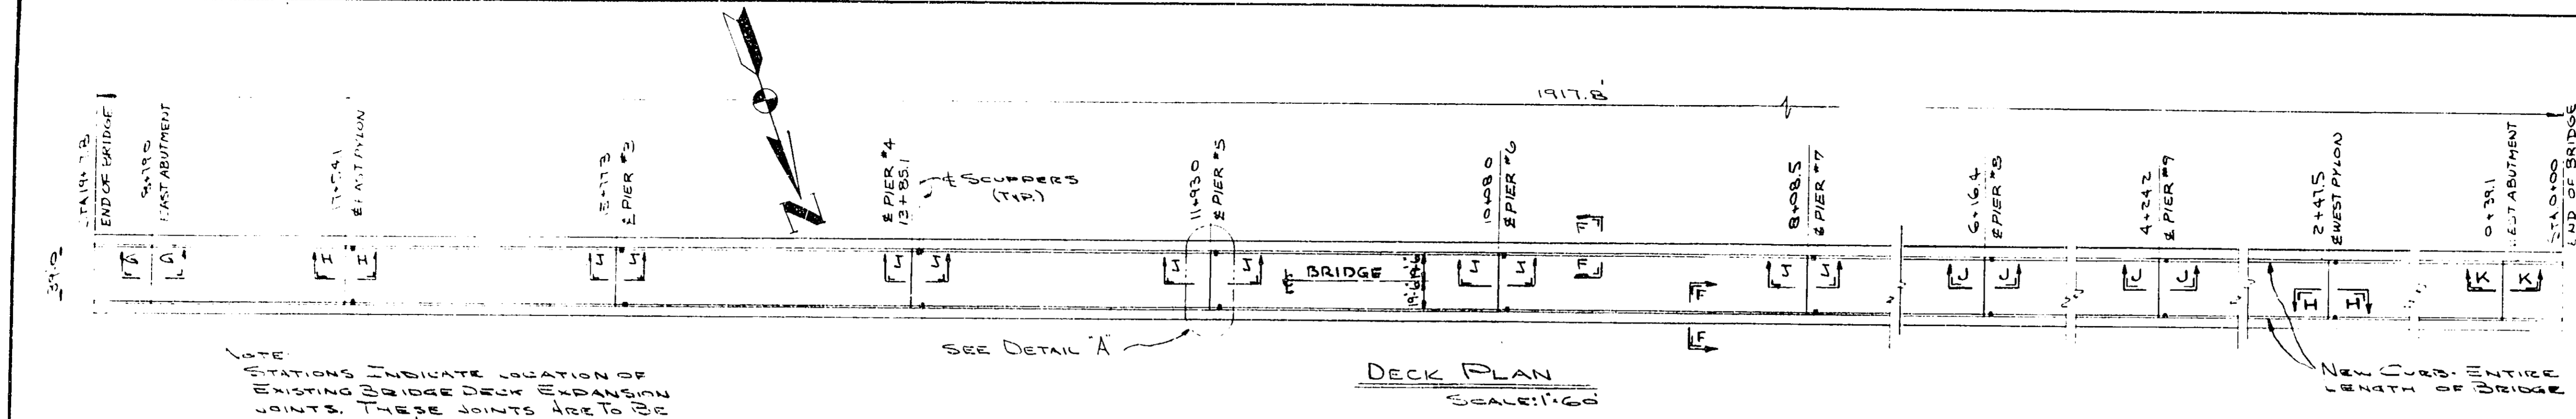 1917.8'
END OF BRIDGE
EAST ABUTMENT
℄ EAST PYLON
℄ PIER #3
℄ PIER #4
13+85.1
℄ SCUPPERS
(TYP.)
11+93.0
℄ PIER #5
10+08.0
℄ PIER #6
8+08.5
℄ PIER #7
6+16.4
℄ PIER #8
4+24.2
℄ PIER #9
2+47.5
℄ WEST PYLON
0+39.1
ABUTMENT
STA. 0+00
END OF BRIDGE
39'.0
G G
H H
J J
J J
J J
℄ BRIDGE
19'.6 19'.6
J J
F F
F F
J J
J J
J J
H H
K K
N
SEE DETAIL "A"
NOTE
STATIONS INDICATE LOCATION OF
EXISTING BRIDGE DECK EXPANSION
JOINTS. THESE JOINTS ARE TO BE
DECK PLAN
SCALE: 1"=60'
NEW CURB. ENTIRE
LENGTH OF BRIDGE